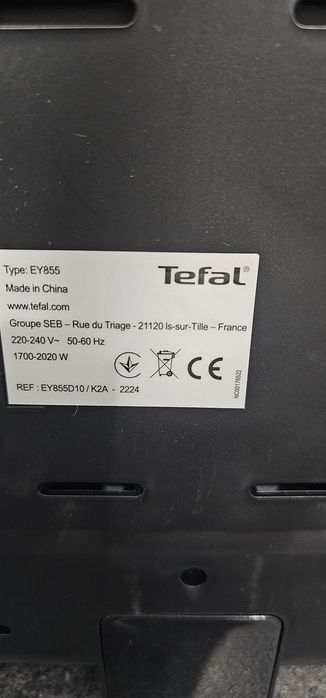 Type: EY855
Tefal®
Made in China
www.tefal.com
Groupe SEB – Rue du Triage - 21120 Is-sur-Tille – France
220-240 V~ 50-60 Hz
1700-2020 W
CE
REF : EY855D10 / K2A - 2224
NC00176522